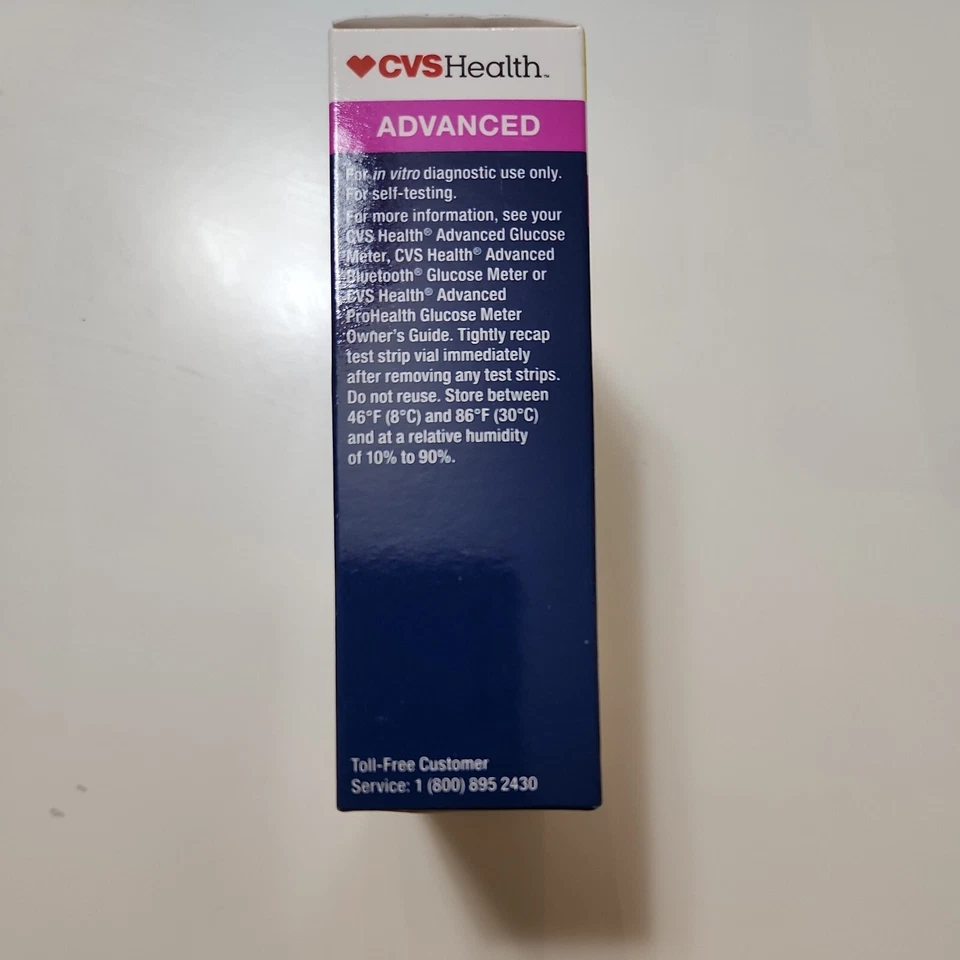 CVSHealth™
ADVANCED
For in vitro diagnostic use only.
For self-testing.
For more information, see your
CVS Health® Advanced Glucose
Meter, CVS Health® Advanced
Bluetooth® Glucose Meter or
CVS Health® Advanced
ProHealth Glucose Meter
Owner's Guide. Tightly recap
test strip vial immediately
after removing any test strips.
Do not reuse. Store between
46°F (8°C) and 86°F (30°C)
and at a relative humidity
of 10% to 90%.
Toll-Free Customer
Service: 1 (800) 895 2430